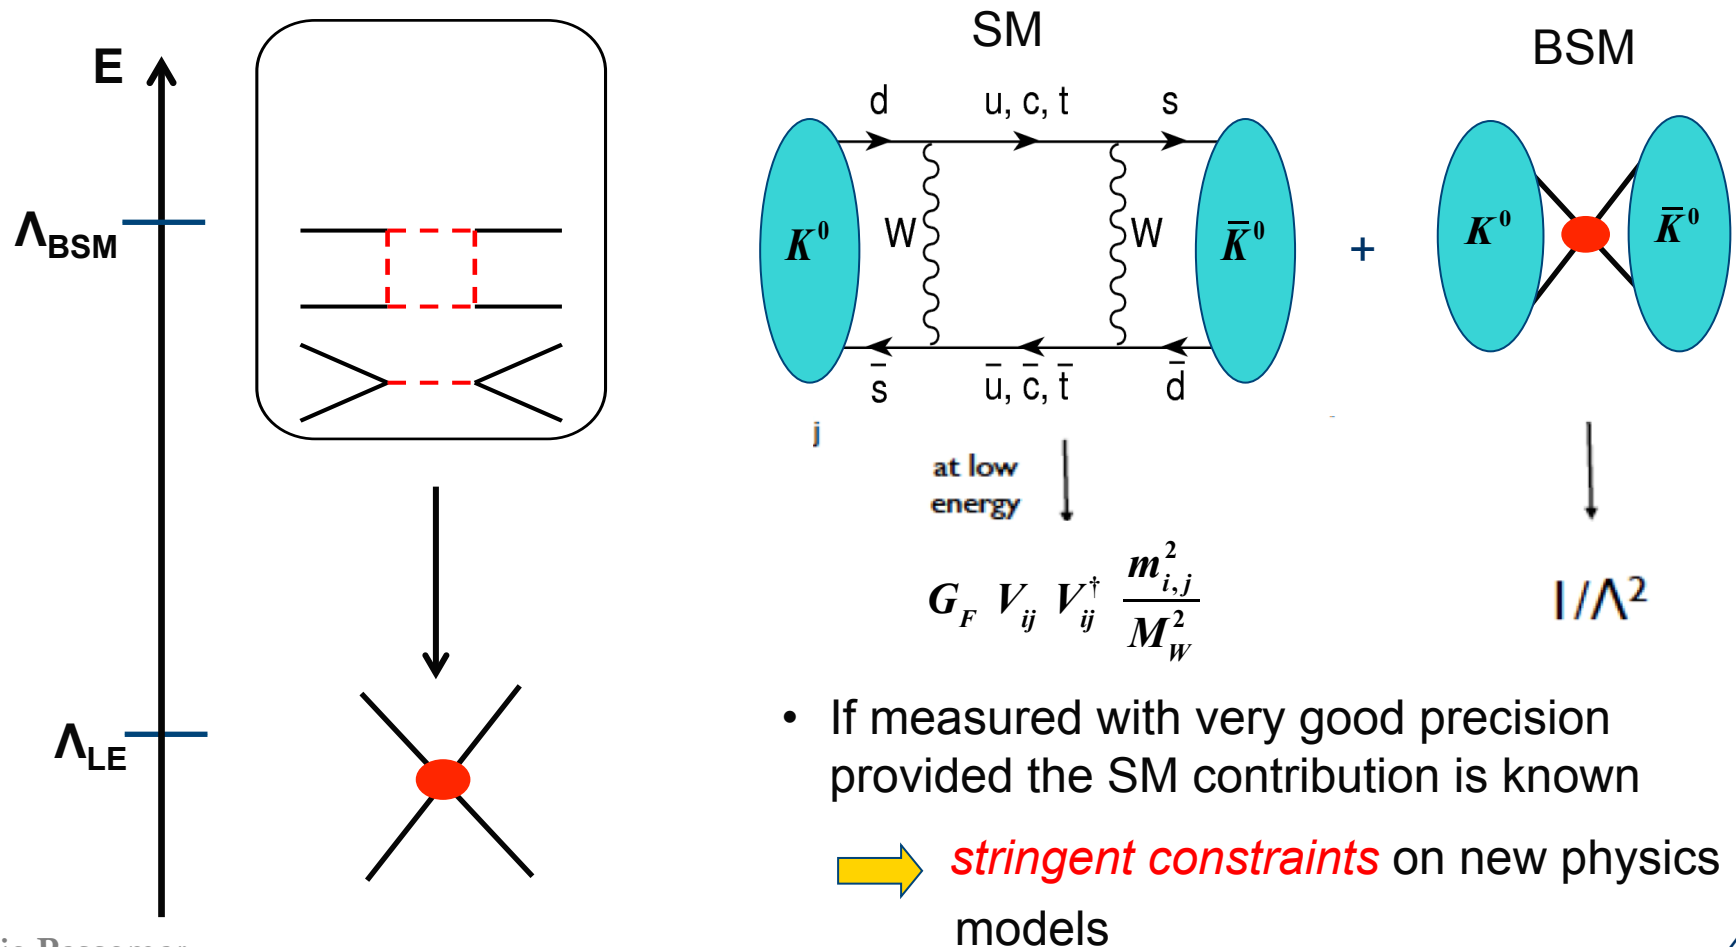 E
Λ_BSM
Λ_LE
SM
BSM
d u, c, t s
K⁰ W W K̅⁰ + K⁰ K̅⁰
s̅ u̅, c̅, t̅ d̅
j
at low
energy
G_F V_ij V_ij^† m²_i,j / M²_W
1/Λ²
• If measured with very good precision
provided the SM contribution is known
stringent constraints on new physics
models